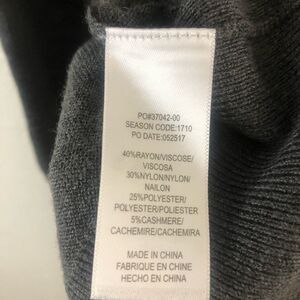 PO#37042-00
SEASON CODE:1710
PO DATE:052517
40%RAYON/VISCOSE/
VISCOSA
30%NYLON/NYLON/
NAILON
25%POLYESTER/
POLYESTER/POLIESTER
5%CASHMERE/
CACHEMIRE/CACHEMIRA
MADE IN CHINA
FABRIQUE EN CHINE
HECHO EN CHINA